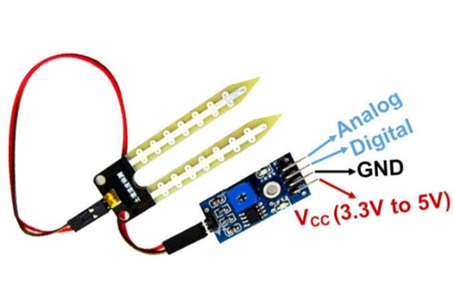 Analog
Digital
GND
VCC (3.3V to 5V)